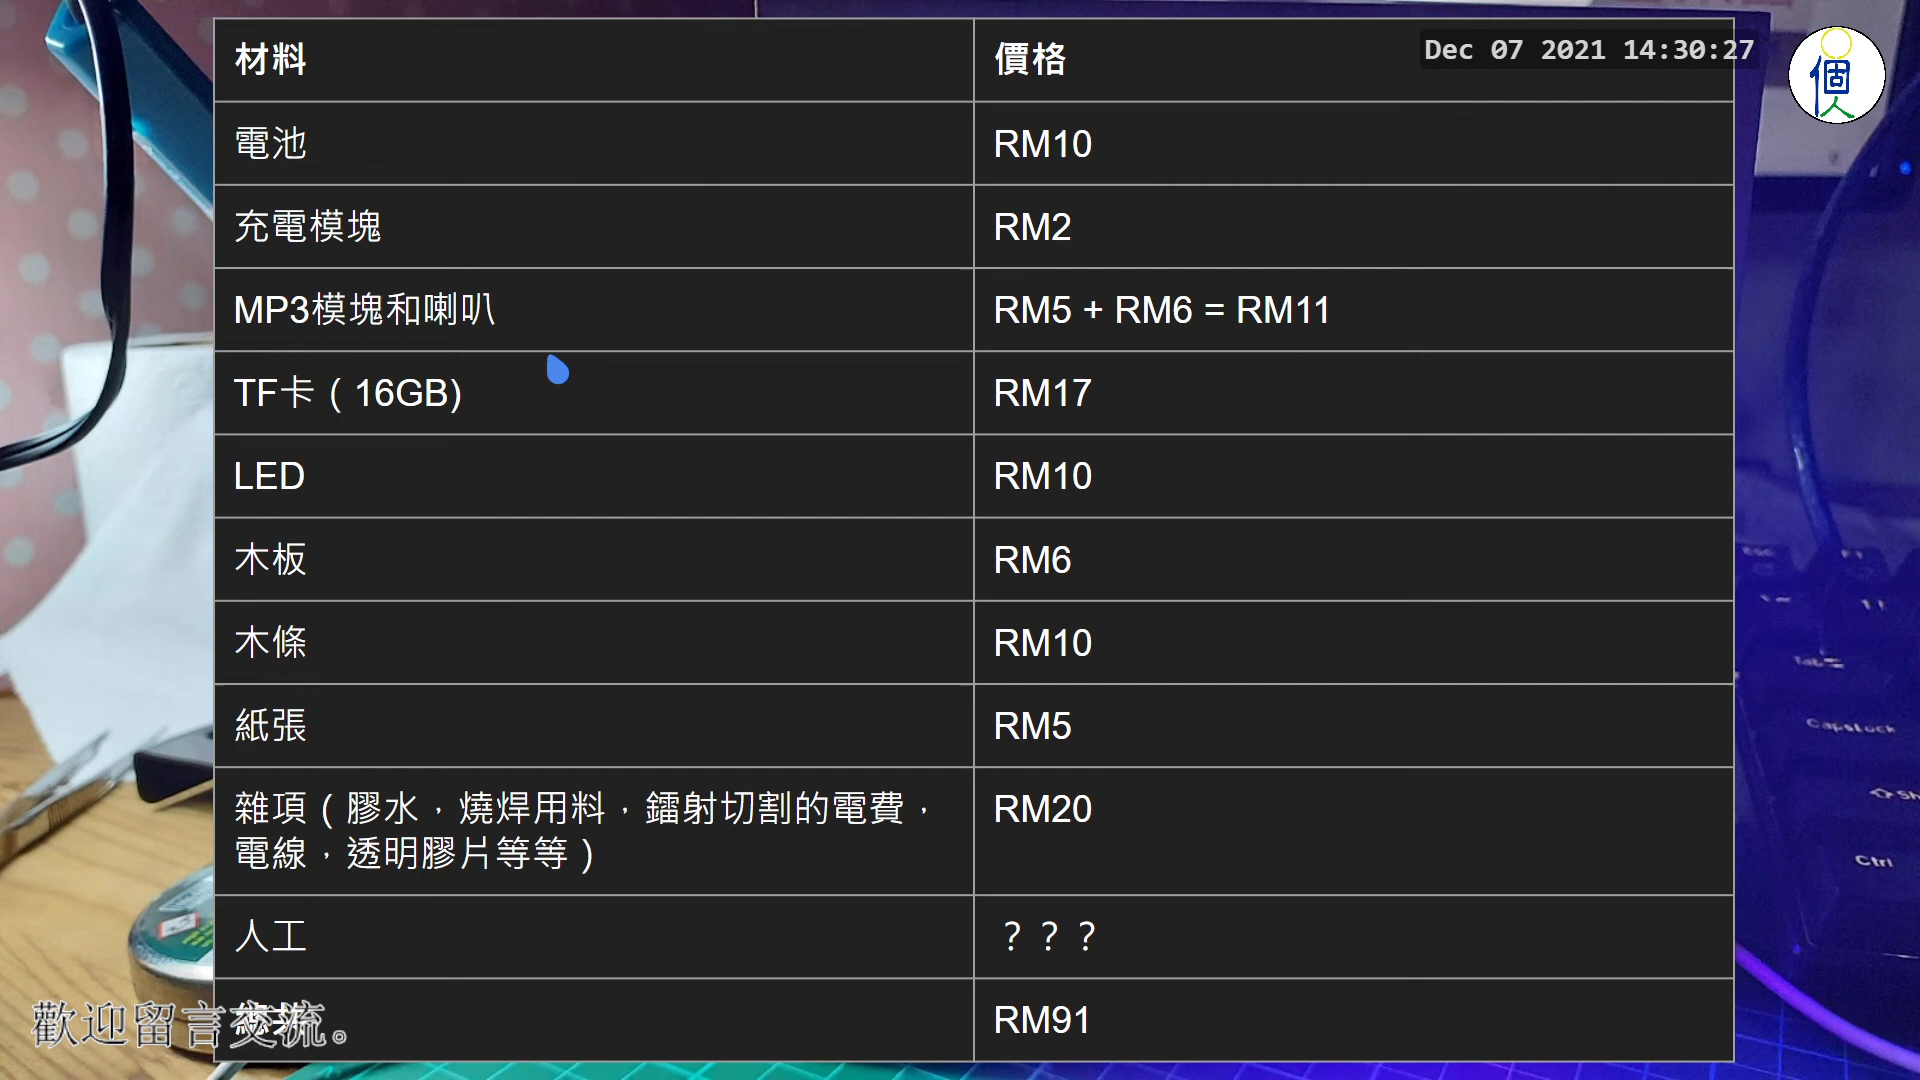 材料 價格
Dec 07 2021 14:30:27
個人
電池 RM10
充電模塊 RM2
MP3模塊和喇叭 RM5 + RM6 = RM11
TF卡（16GB) RM17
LED RM10
木板 RM6
木條 RM10
紙張 RM5
雜項（膠水，燒焊用料，鐳射切割的電費， RM20
電線，透明膠片等等）
人工 ？？？
RM91
歡迎留言交流。
Capslock
Ctrl